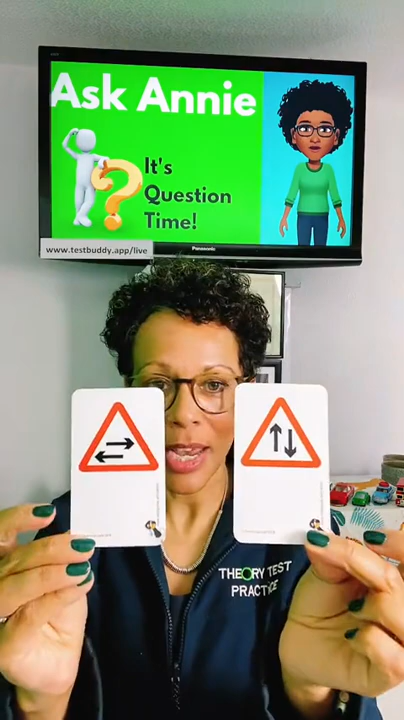 Ask Annie
It's
Question
Time!
www.testbuddy.app/live
Panasonic
THEORY TEST
PRACTICE